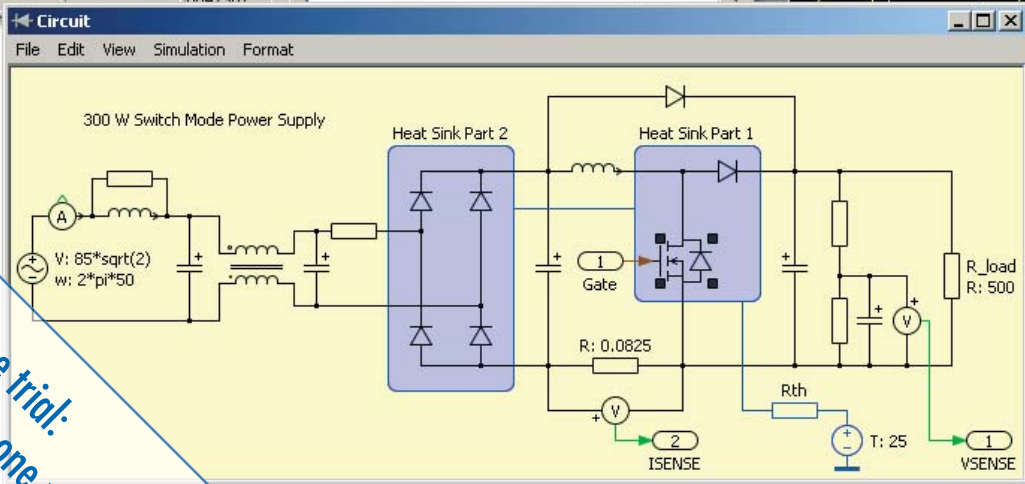 Circuit
File Edit View Simulation Format
300 W Switch Mode Power Supply
Heat Sink Part 2
Heat Sink Part 1
A
V: 85*sqrt(2)
w: 2*pi*50
1
Gate
R_load
R: 500
V
R: 0.0825
Rth
V
T: 25
2
ISENSE
1
VSENSE
trial:
one